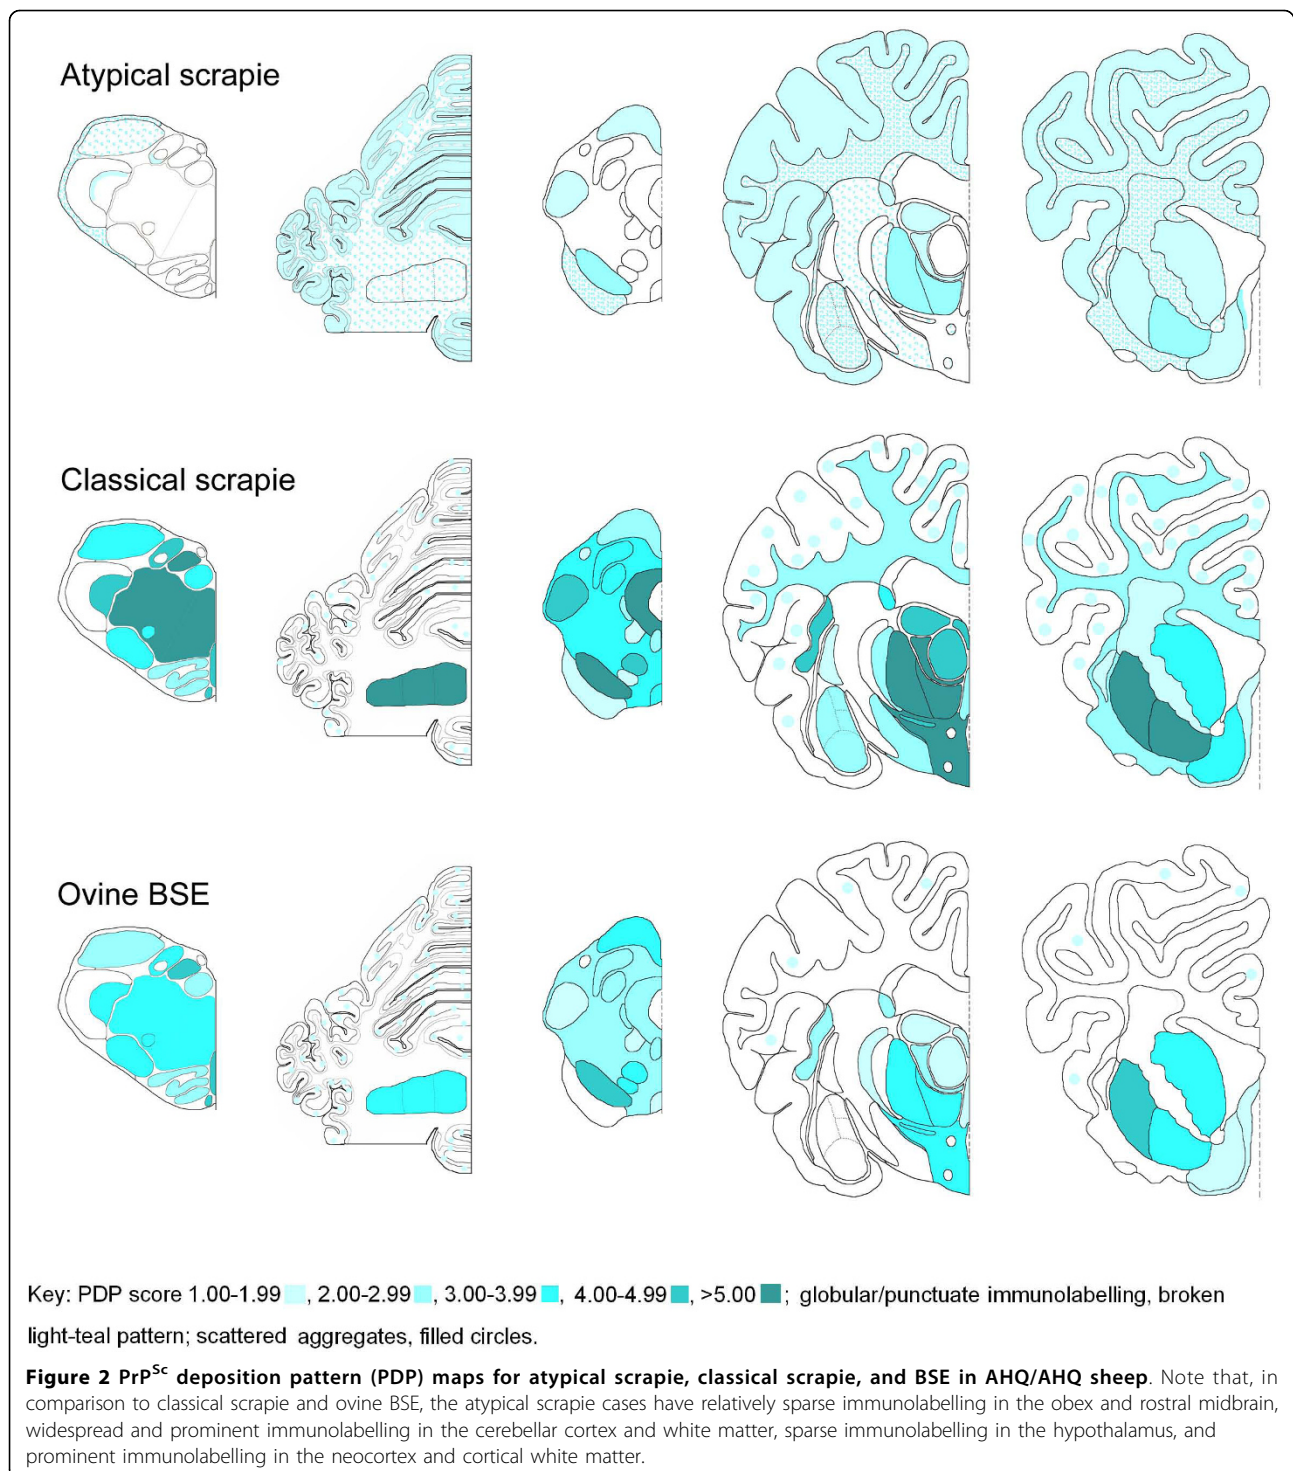 Atypical scrapie
Classical scrapie
Ovine BSE
Key: PDP score 1.00-1.99 , 2.00-2.99 , 3.00-3.99 , 4.00-4.99 , >5.00 ; globular/punctuate immunolabelling, broken
light-teal pattern; scattered aggregates, filled circles.
Figure 2 PrPSc deposition pattern (PDP) maps for atypical scrapie, classical scrapie, and BSE in AHQ/AHQ sheep. Note that, in
comparison to classical scrapie and ovine BSE, the atypical scrapie cases have relatively sparse immunolabelling in the obex and rostral midbrain,
widespread and prominent immunolabelling in the cerebellar cortex and white matter, sparse immunolabelling in the hypothalamus, and
prominent immunolabelling in the neocortex and cortical white matter.